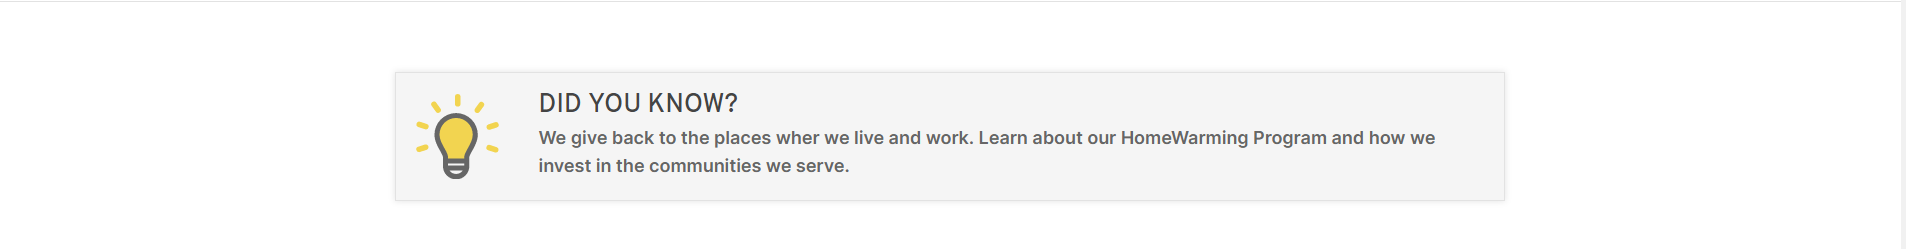 DID YOU KNOW?
We give back to the places wher we live and work. Learn about our HomeWarming Program and how we
invest in the communities we serve.